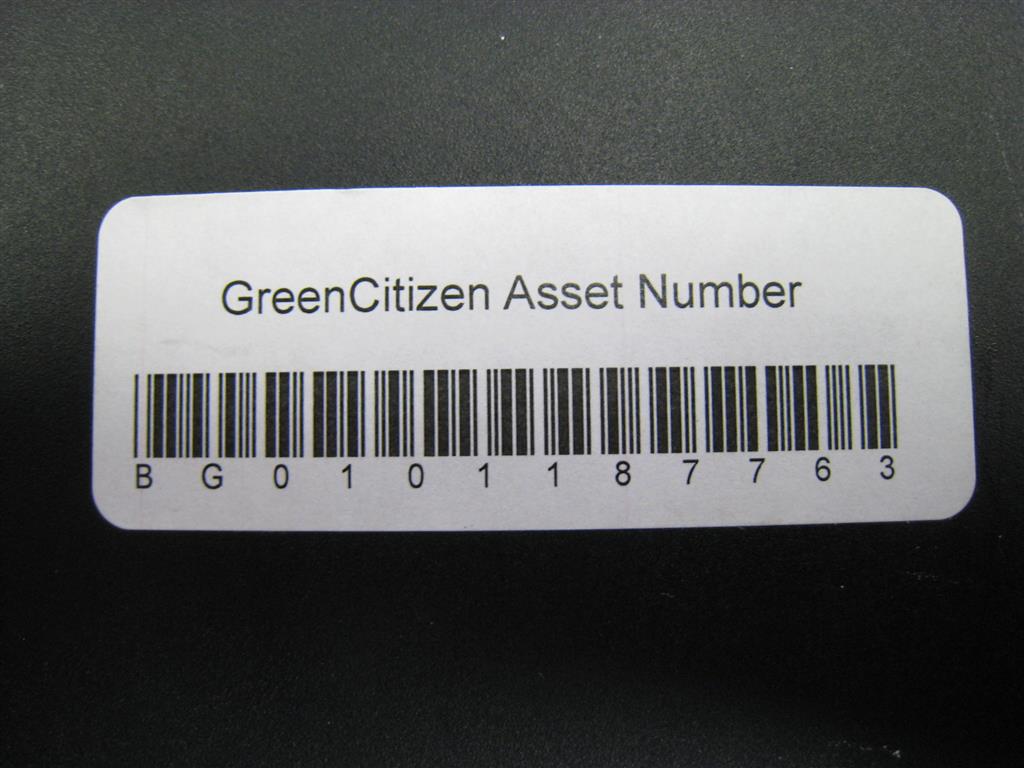 GreenCitizen Asset Number
B G 0 1 0 1 1 8 7 7 6 3